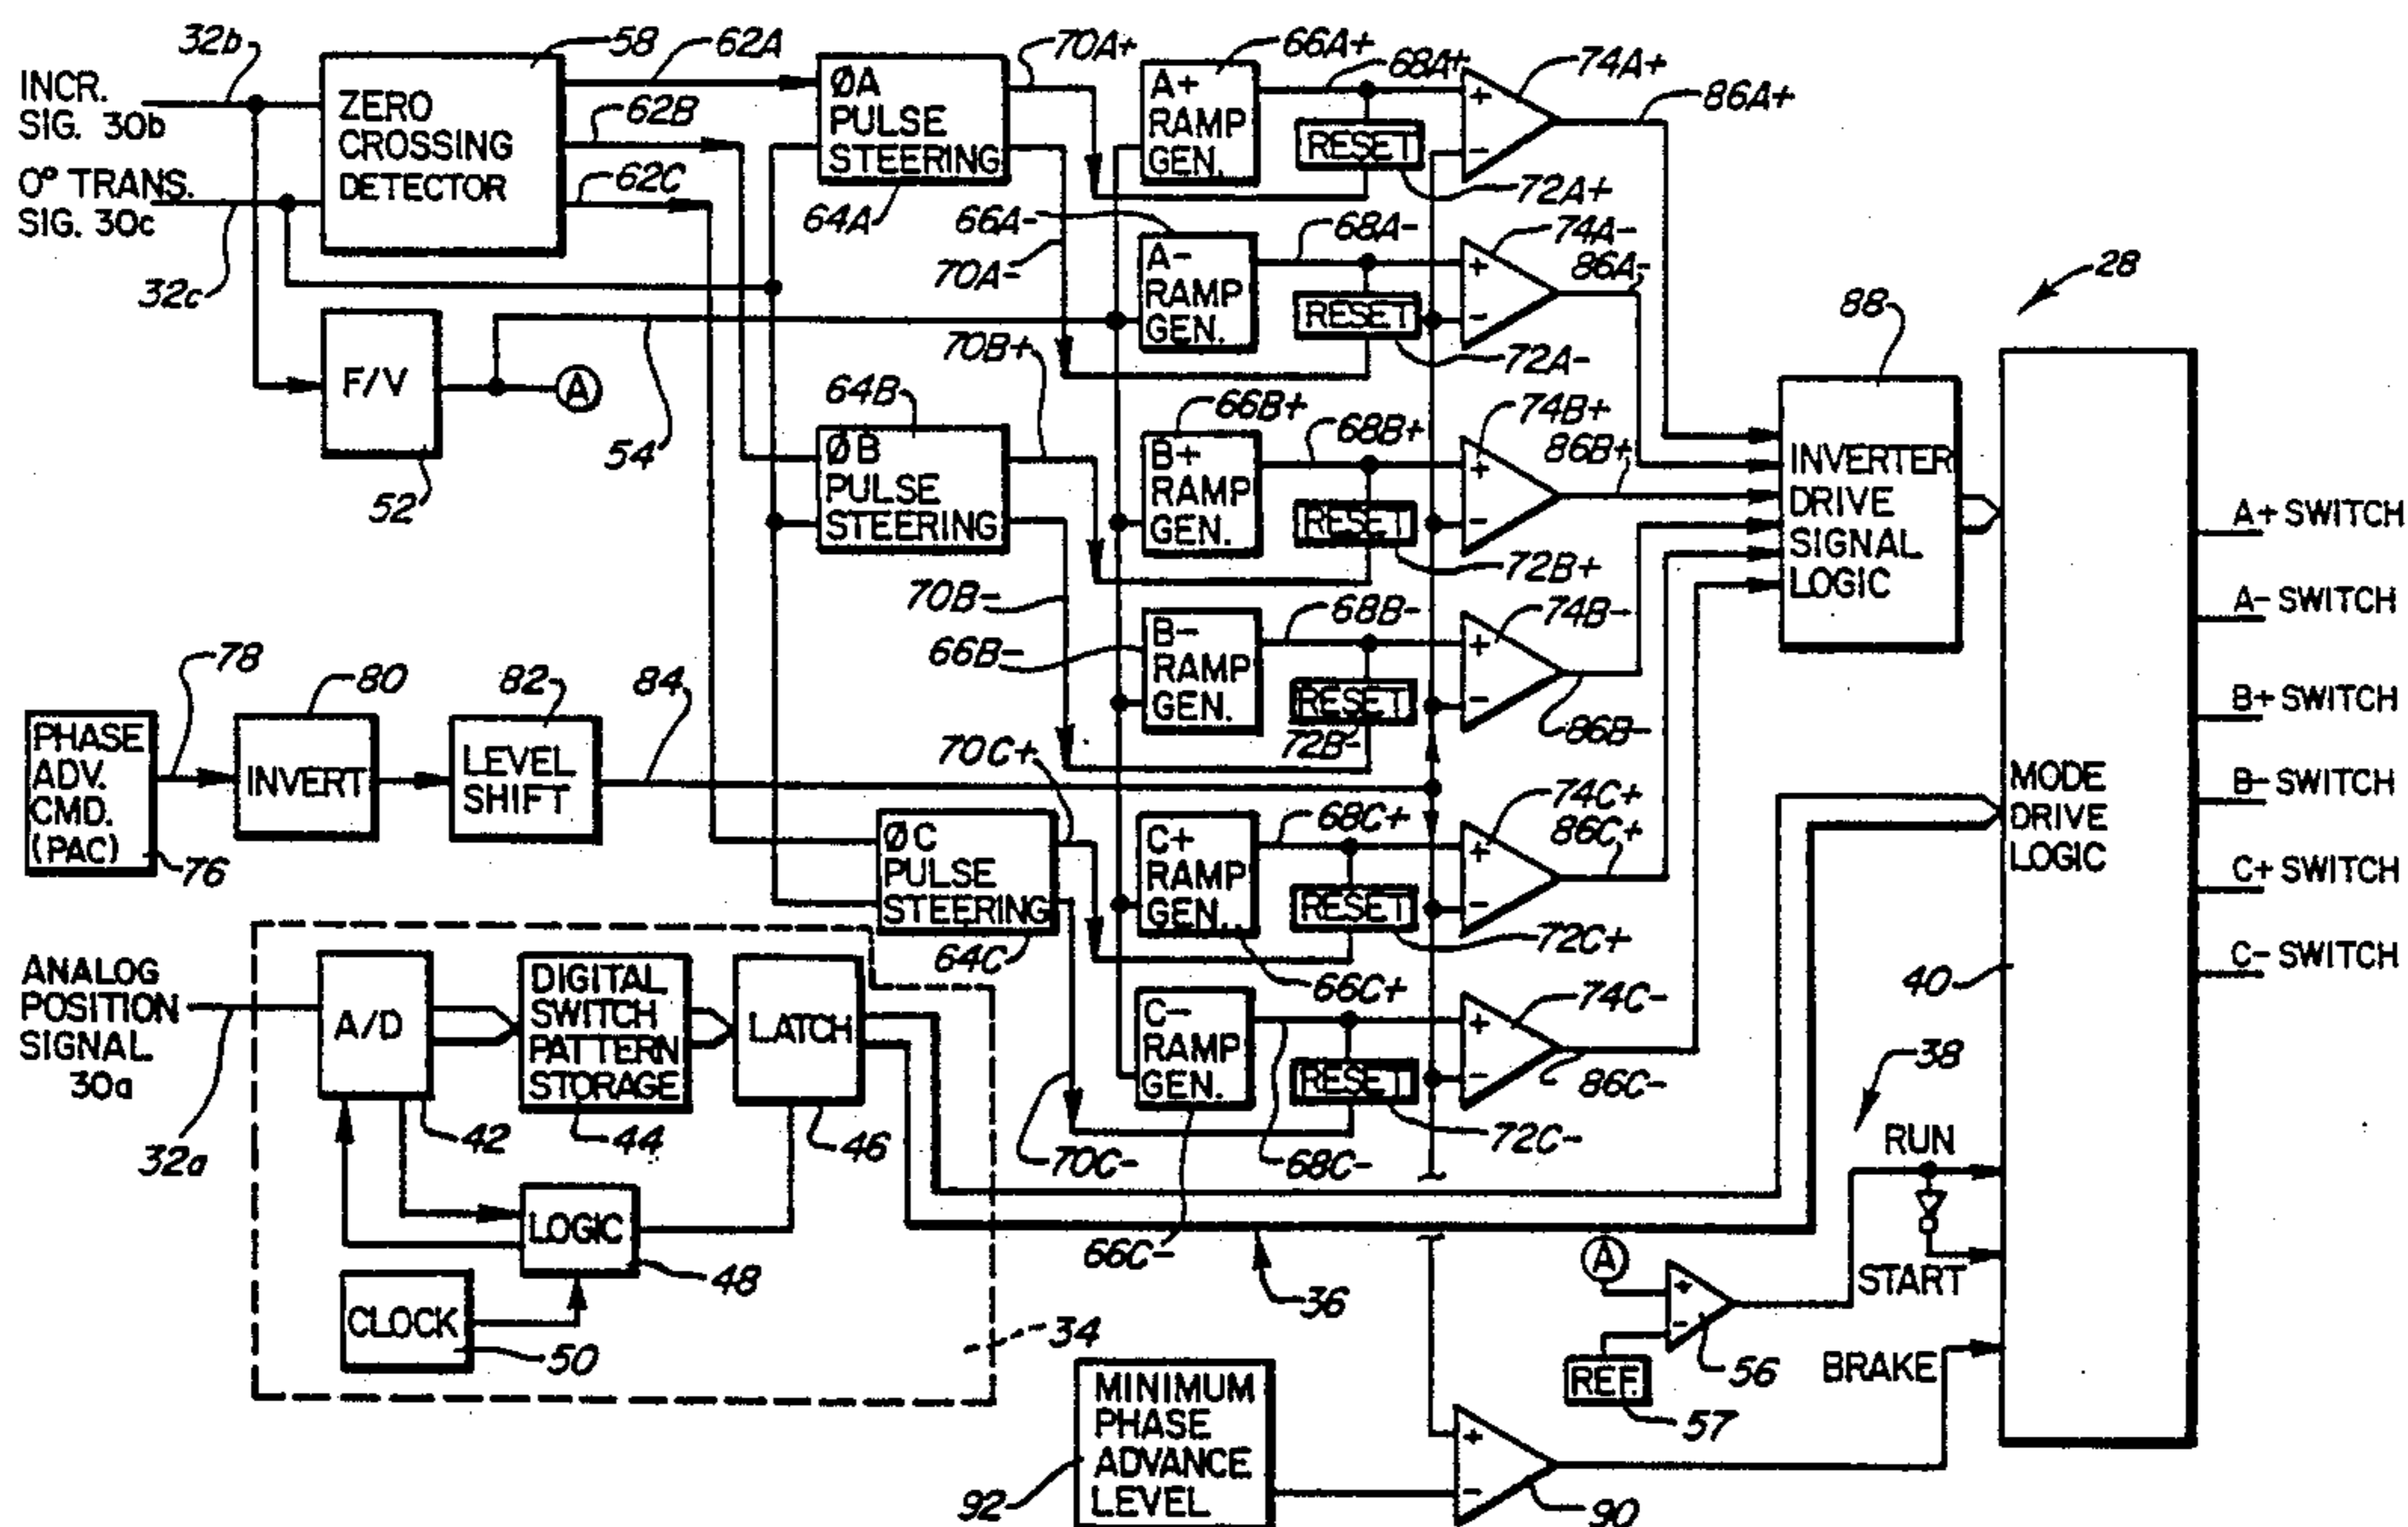 32b
58
62A
70A+
66A+
68A+
74A+
86A+
INCR.
SIG. 30b
ZERO
CROSSING
DETECTOR
62B
62C
ØA
PULSE
STEERING
A+
RAMP
GEN.
RESET
+
-
72A+
0° TRANS.
SIG. 30c
32c
64A
66A-
70A-
68A-
74A-
86A-
A-
RAMP
GEN.
RESET
+
-
72A-
28
88
F/V
A
52
54
70B+
64B
66B+
68B+
74B+
86B+
ØB
PULSE
STEERING
B+
RAMP
GEN.
RESET
+
-
72B+
INVERTER
DRIVE
SIGNAL
LOGIC
A+ SWITCH
A- SWITCH
B+ SWITCH
B- SWITCH
C+ SWITCH
C- SWITCH
70B-
66B-
68B-
74B-
B-
RAMP
GEN.
RESET
+
-
72B-
86B-
78
80
82
84
PHASE
ADV.
CMD.
(PAC)
76
INVERT
LEVEL
SHIFT
70C+
68C+
74C+
86C+
ØC
PULSE
STEERING
64C
C+
RAMP
GEN.
RESET
+
-
72C+
66C+
MODE
DRIVE
LOGIC
40
ANALOG
POSITION
SIGNAL
30a
32a
A/D
42
DIGITAL
SWITCH
PATTERN
STORAGE
44
LATCH
46
C-
RAMP
GEN.
RESET
+
-
74C-
86C-
72C-
70C-
68C-
66C-
38
RUN
START
LOGIC
48
CLOCK
50
34
36
A
+
-
56
REF.
57
BRAKE
MINIMUM
PHASE
ADVANCE
LEVEL
92
+
-
90